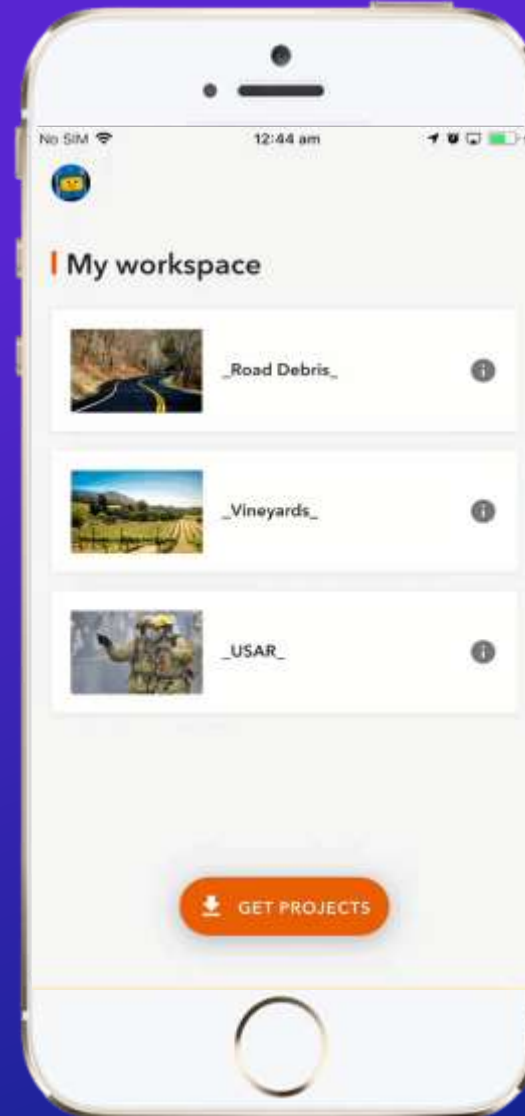 No SIM 12:44 am
My workspace
_Road Debris_
_Vineyards_
_USAR_
GET PROJECTS